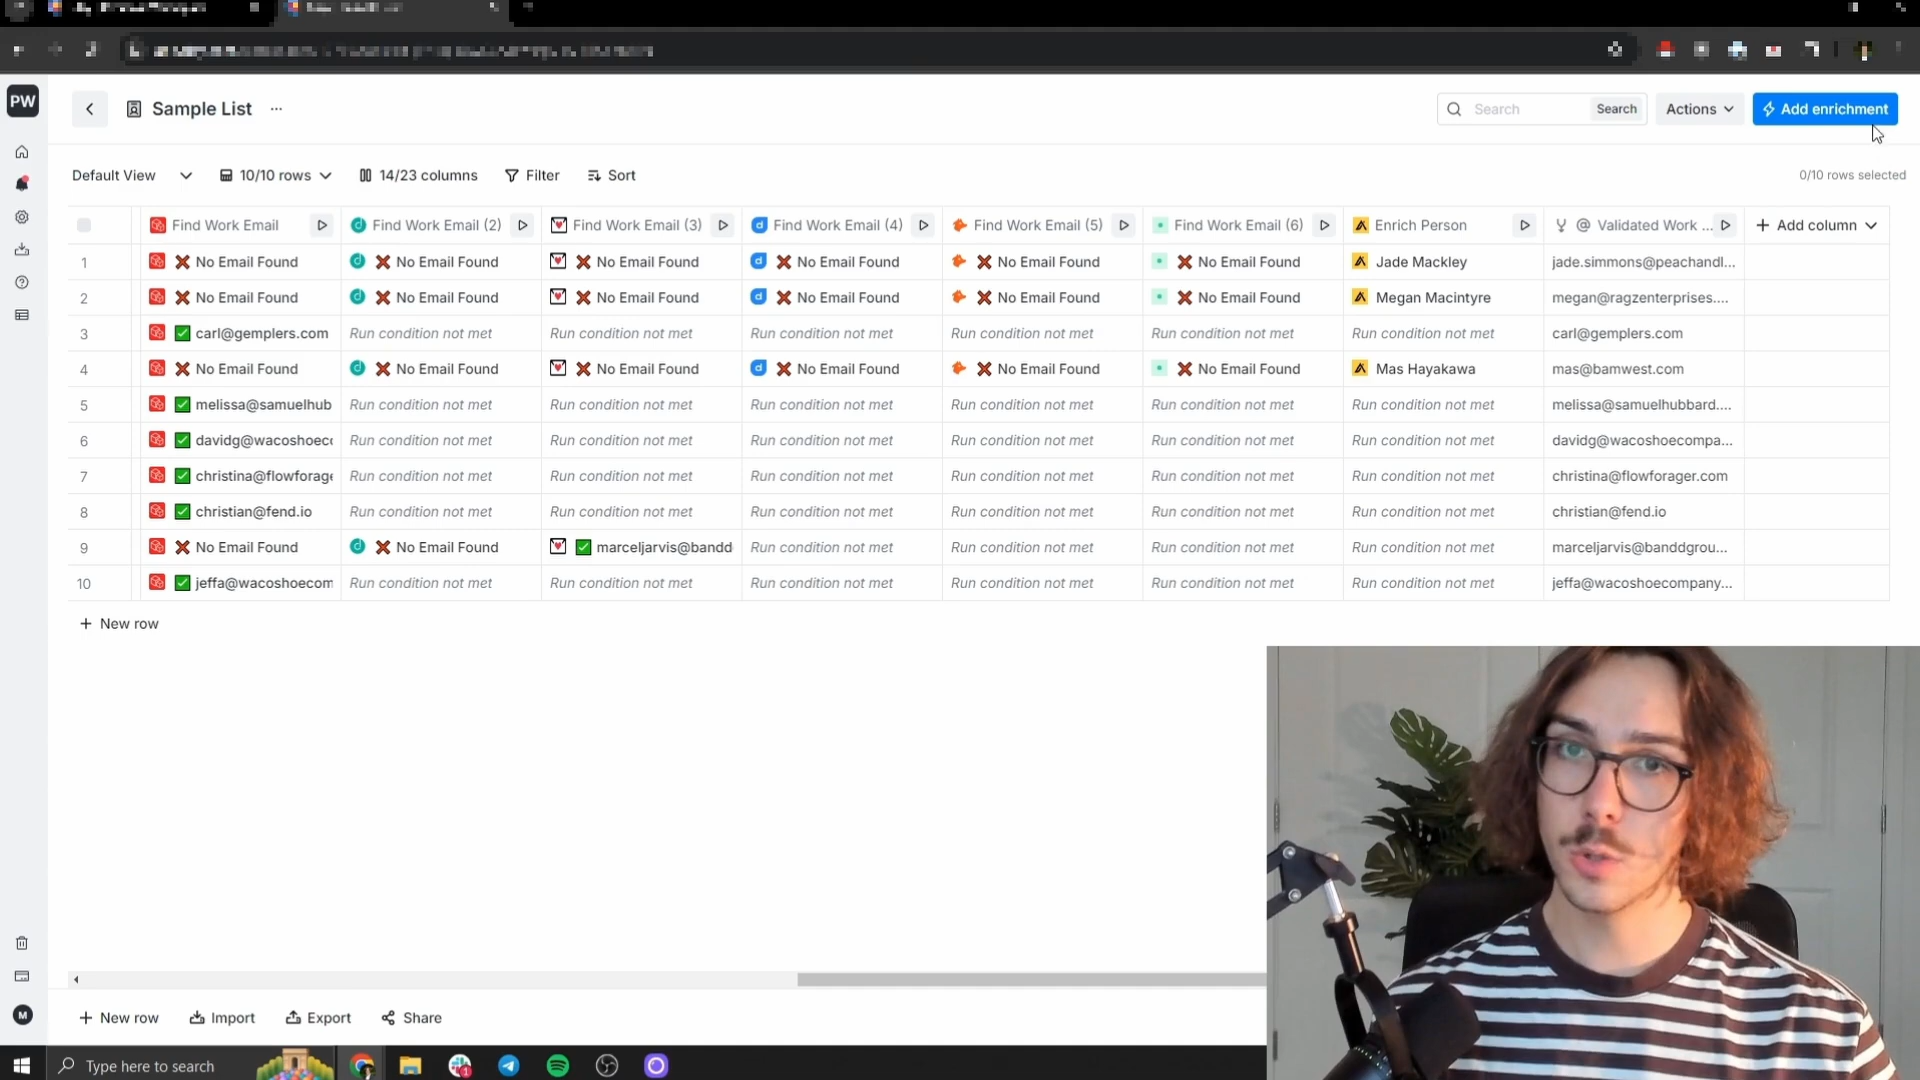 PW
Sample List ...
Search Search Actions Add enrichment
Default View 10/10 rows 14/23 columns Filter Sort 0/10 rows selected
Find Work Email Find Work Email (2) Find Work Email (3) Find Work Email (4) Find Work Email (5) Find Work Email (6) Enrich Person @ Validated Work ... + Add column
1 No Email Found No Email Found No Email Found No Email Found No Email Found No Email Found Jade Mackley jade.simmons@peachandl...
2 No Email Found No Email Found No Email Found No Email Found No Email Found No Email Found Megan Macintyre megan@ragzenterprises....
3 carl@gemplers.com Run condition not met Run condition not met Run condition not met Run condition not met Run condition not met Run condition not met carl@gemplers.com
4 No Email Found No Email Found No Email Found No Email Found No Email Found No Email Found Mas Hayakawa mas@bamwest.com
5 melissa@samuelhub Run condition not met Run condition not met Run condition not met Run condition not met Run condition not met Run condition not met melissa@samuelhubbard....
6 davidg@wacoshoec Run condition not met Run condition not met Run condition not met Run condition not met Run condition not met Run condition not met davidg@wacoshoecompa...
7 christina@flowforage Run condition not met Run condition not met Run condition not met Run condition not met Run condition not met Run condition not met christina@flowforager.com
8 christian@fend.io Run condition not met Run condition not met Run condition not met Run condition not met Run condition not met Run condition not met christian@fend.io
9 No Email Found No Email Found marceljarvis@bandd Run condition not met Run condition not met Run condition not met Run condition not met marceljarvis@banddgrou...
10 jeffa@wacoshoecom Run condition not met Run condition not met Run condition not met Run condition not met Run condition not met Run condition not met jeffa@wacoshoecompany...
+ New row
+ New row Import Export Share
M
Type here to search
1